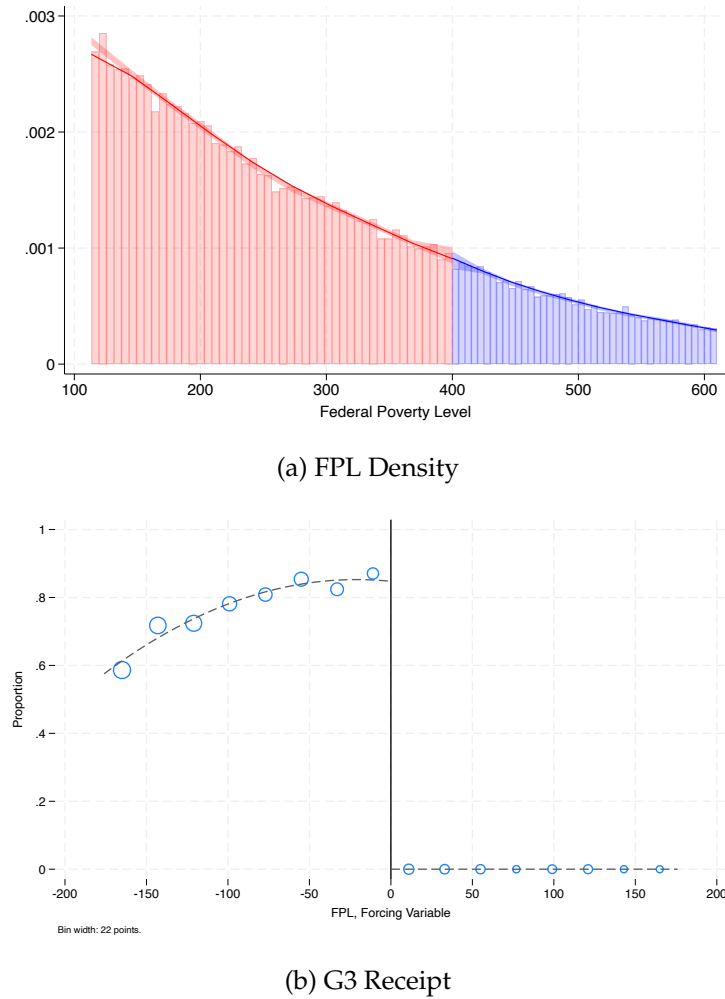 .003
.002
.001
0
100 200 300 400 500 600
Federal Poverty Level
(a) FPL Density
1
.8
.6
.4
.2
0
Proportion
-200 -150 -100 -50 0 50 100 150 200
FPL, Forcing Variable
Bin width: 22 points.
(b) G3 Receipt